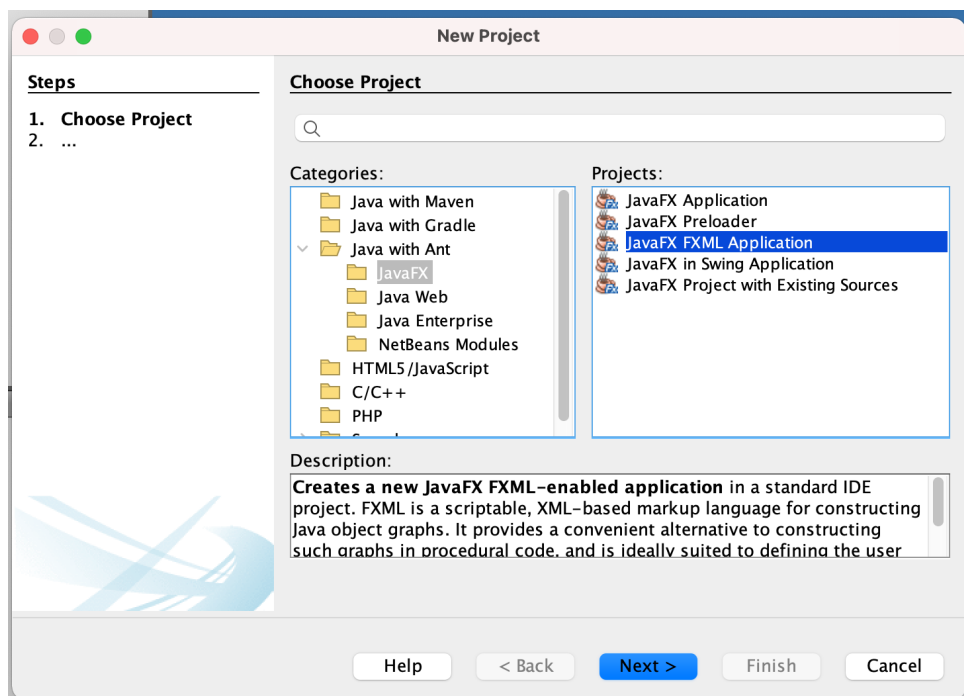 New Project
Steps
1. Choose Project
2. ...
Choose Project
Categories:
Java with Maven
Java with Gradle
Java with Ant
JavaFX
Java Web
Java Enterprise
NetBeans Modules
HTML5/JavaScript
C/C++
PHP
Projects:
JavaFX Application
JavaFX Preloader
JavaFX FXML Application
JavaFX in Swing Application
JavaFX Project with Existing Sources
Description:
Creates a new JavaFX FXML-enabled application in a standard IDE
project. FXML is a scriptable, XML-based markup language for constructing
Java object graphs. It provides a convenient alternative to constructing
such graphs in procedural code, and is ideally suited to defining the user
Help
< Back
Next >
Finish
Cancel